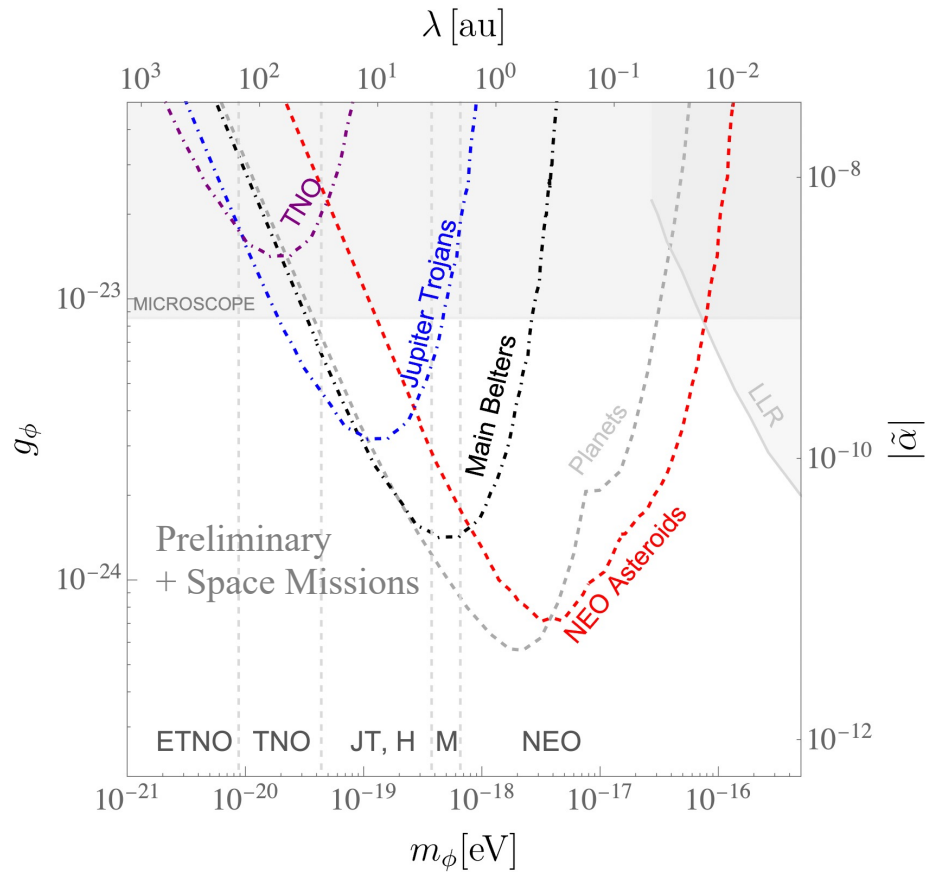 λ [au]
10³ 10² 10¹ 10⁰ 10⁻¹ 10⁻²
TNO
10⁻⁸
Jupiter Trojans
10⁻²³
MICROSCOPE
Main Belters
LLR
Planets
g_ϕ
10⁻¹⁰
|α̃|
Preliminary
+ Space Missions
NEO Asteroids
10⁻²⁴
ETNO TNO JT, H M NEO
10⁻¹²
10⁻²¹ 10⁻²⁰ 10⁻¹⁹ 10⁻¹⁸ 10⁻¹⁷ 10⁻¹⁶
m_ϕ[eV]